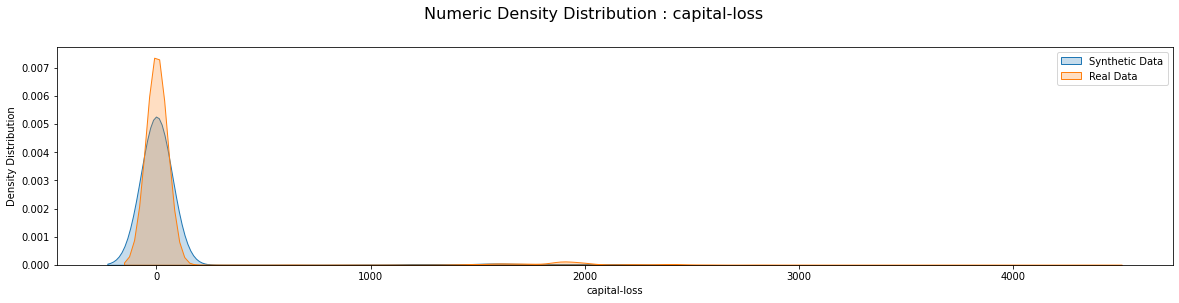 Numeric Density Distribution : capital-loss
Synthetic Data
Real Data
0.007
0.006
0.005
0.004
0.003
0.002
0.001
0.000
Density Distribution
0 1000 2000 3000 4000
capital-loss